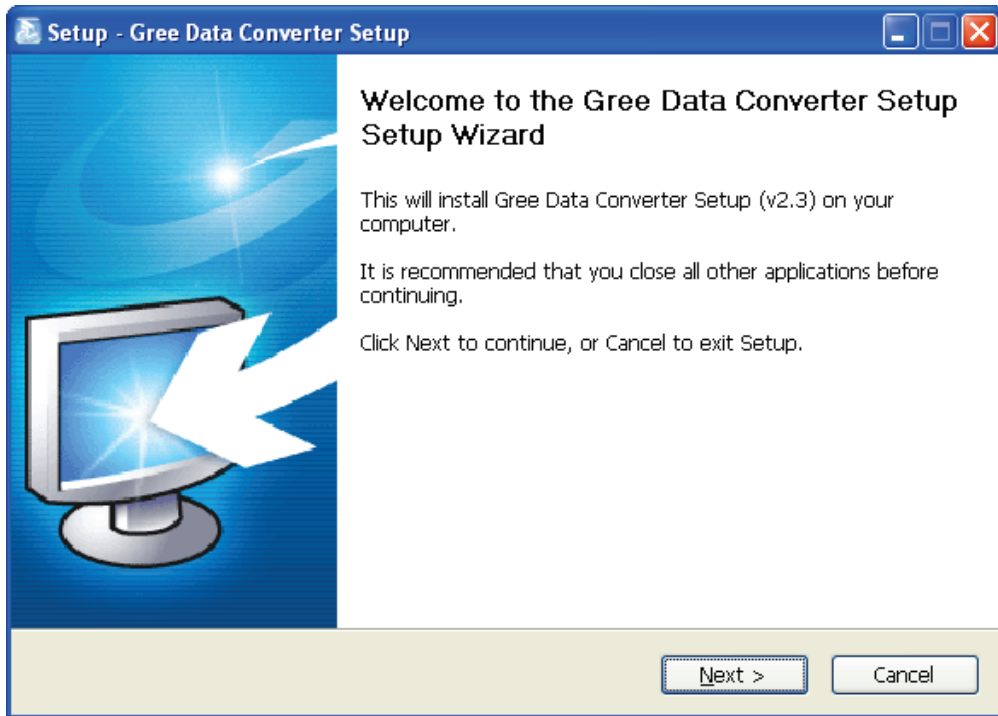 Setup - Gree Data Converter Setup
Welcome to the Gree Data Converter Setup
Setup Wizard
This will install Gree Data Converter Setup (v2.3) on your
computer.
It is recommended that you close all other applications before
continuing.
Click Next to continue, or Cancel to exit Setup.
Next >
Cancel